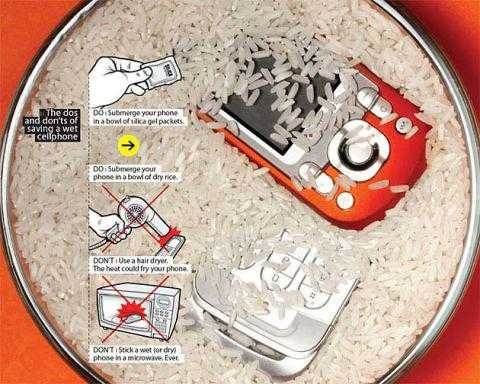 The dos
and don'ts of
saving a wet
cellphone
DO: Submerge your phone
in a bowl of silica gel packets.
DO: Submerge your
phone in a bowl of dry rice.
DON'T: Use a hair dryer.
The heat could fry your phone.
DON'T: Stick a wet (or dry)
phone in a microwave. Ever.